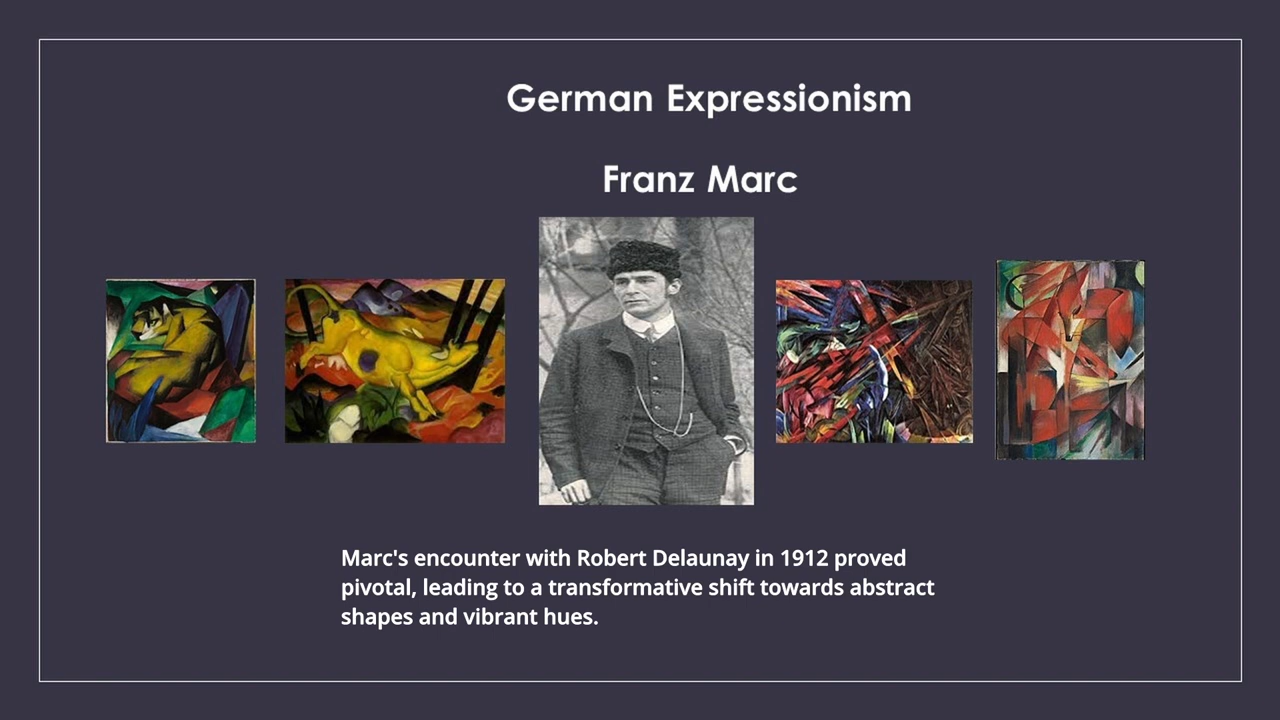 German Expressionism
Franz Marc
Marc's encounter with Robert Delaunay in 1912 proved
pivotal, leading to a transformative shift towards abstract
shapes and vibrant hues.